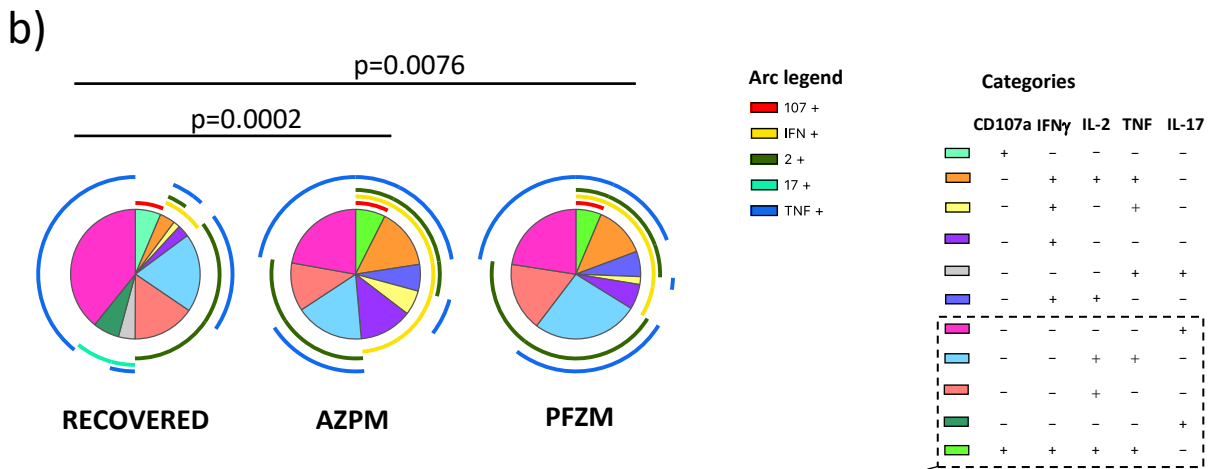 b)
p=0.0076
p=0.0002
RECOVERED
AZPM
PFZM
Arc legend
107 +
IFN +
2 +
17 +
TNF +
Categories
CD107a IFNγ IL-2 TNF IL-17
+ − − − −
− + + + −
− + − + −
− + − − −
− − − + +
− + + − −
− − − − +
− − + + −
− − + − −
− − − − +
+ + + + −